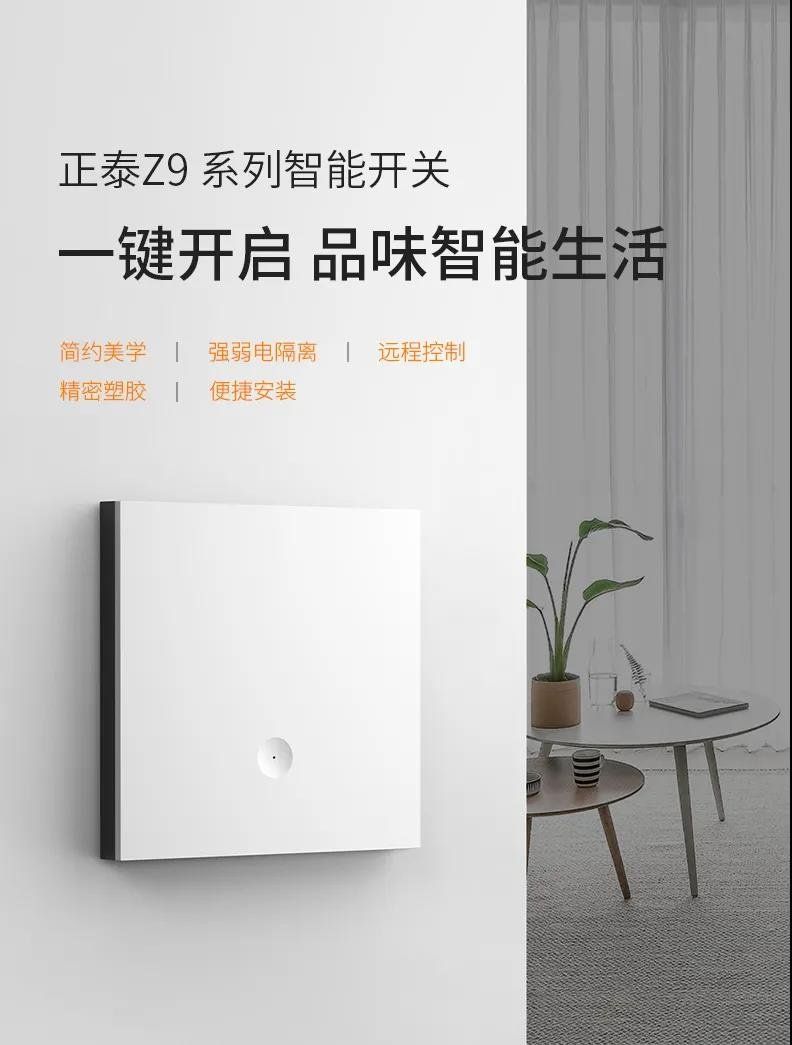 正泰Z9 系列智能开关
一键开启 品味智能生活
简约美学 | 强弱电隔离 | 远程控制
精密塑胶 | 便捷安装